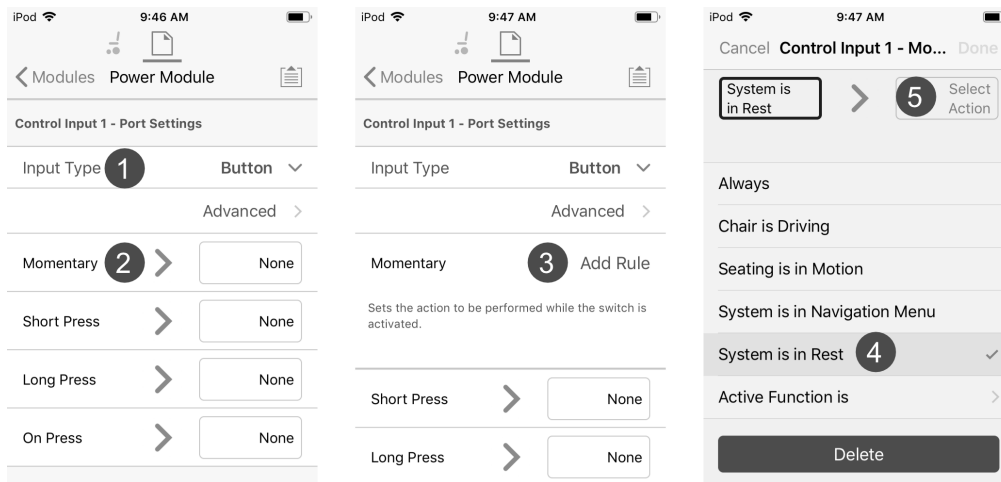 iPod 9:46 AM
Modules Power Module
Control Input 1 - Port Settings
Input Type 1 Button
Advanced
Momentary 2 None
Short Press None
Long Press None
On Press None
iPod 9:47 AM
Modules Power Module
Control Input 1 - Port Settings
Input Type Button
Advanced
Momentary 3 Add Rule
Sets the action to be performed while the switch is
activated.
Short Press None
Long Press None
iPod 9:47 AM
Cancel Control Input 1 - Mo... Done
System is
in Rest
5 Select
Action
Always
Chair is Driving
Seating is in Motion
System is in Navigation Menu
System is in Rest 4
Active Function is
Delete